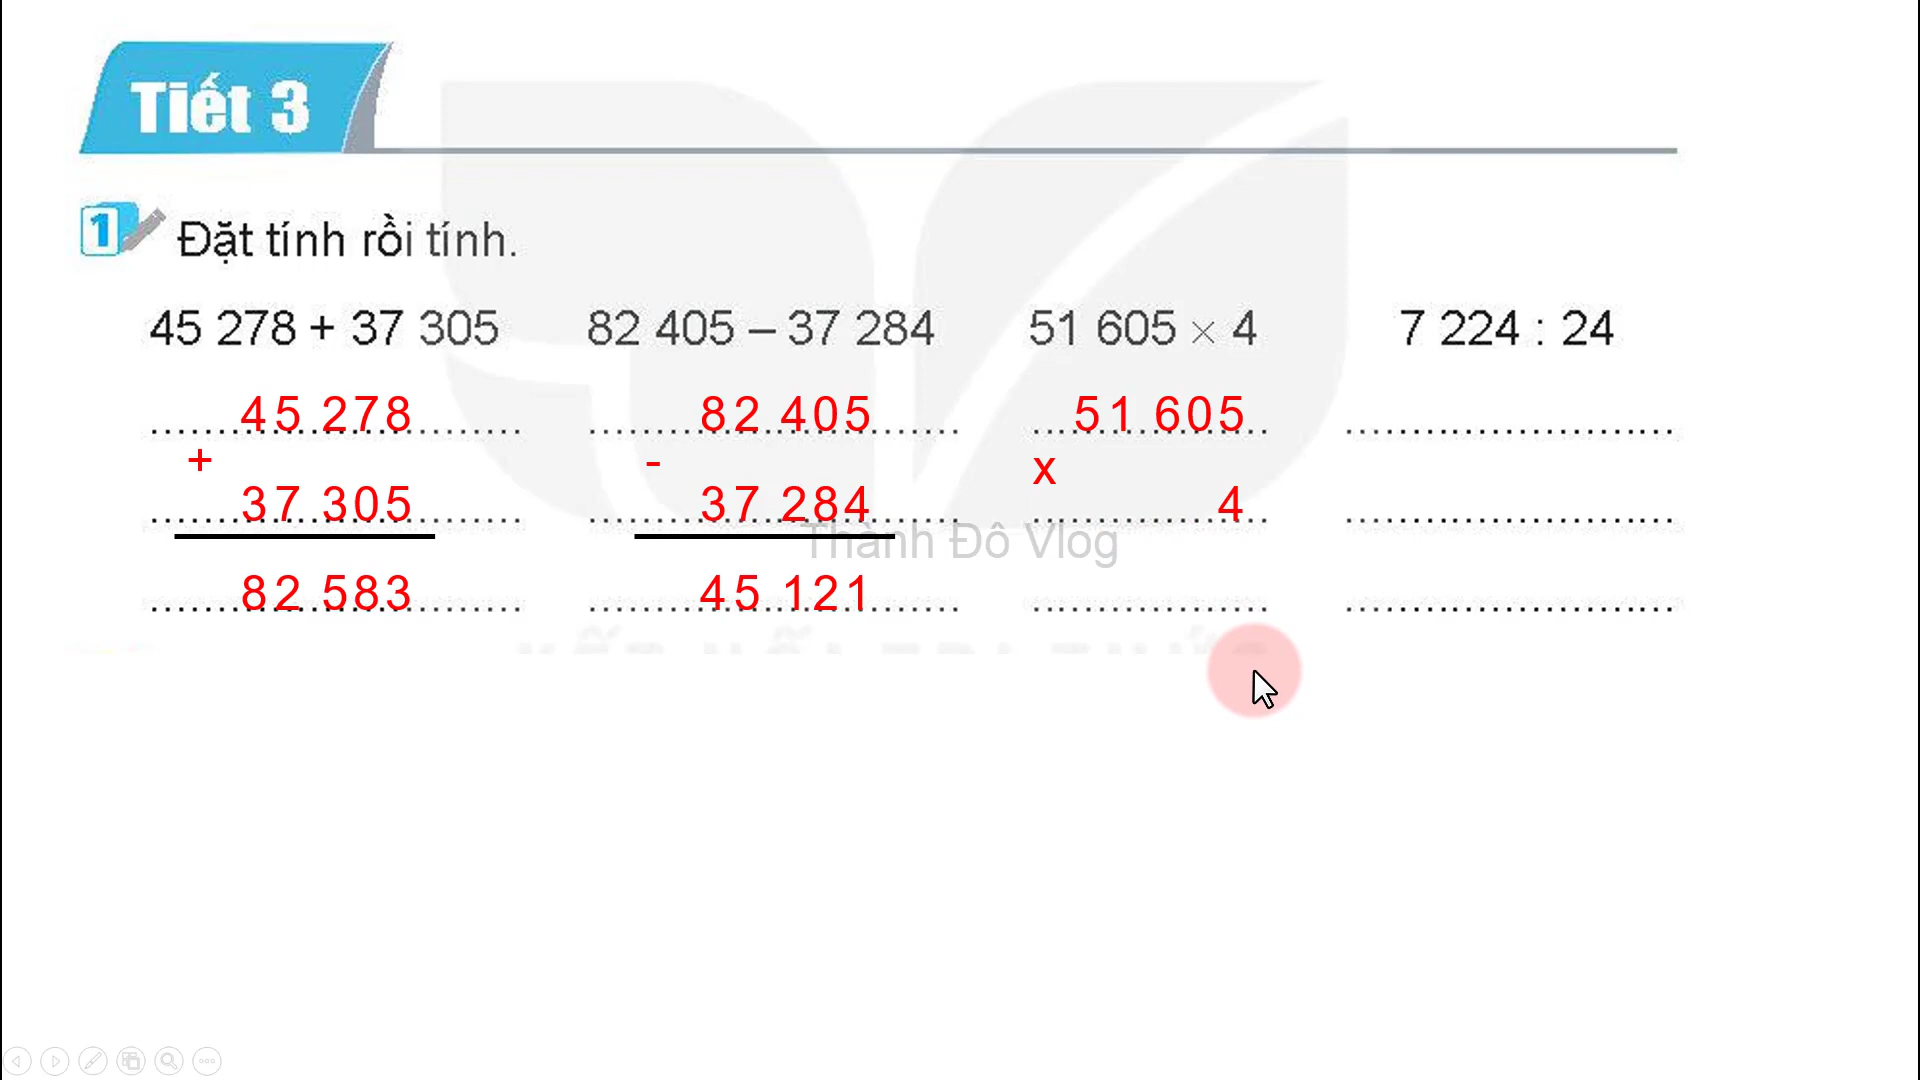 Tiết 3
1 Đặt tính rồi tính.
45 278 + 37 305 82 405 – 37 284 51 605 × 4 7 224 : 24
45 278 82 405 51 605
+ - x
37 305 37 284 4
Thành Đô Vlog
82 583 45 121